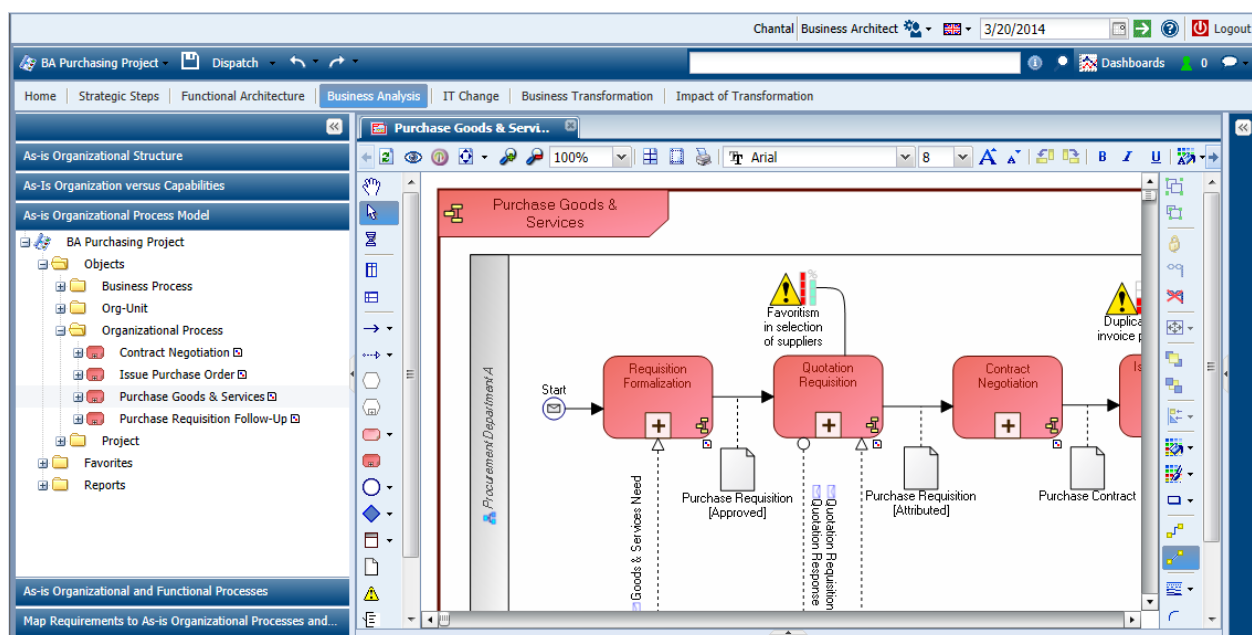 Chantal Business Architect 3/20/2014 Logout
BA Purchasing Project Dispatch Dashboards 0
Home Strategic Steps Functional Architecture Business Analysis IT Change Business Transformation Impact of Transformation
As-is Organizational Structure
As-Is Organization versus Capabilities
As-is Organizational Process Model
BA Purchasing Project
Objects
Business Process
Org-Unit
Organizational Process
Contract Negotiation
Issue Purchase Order
Purchase Goods & Services
Purchase Requisition Follow-Up
Project
Favorites
Reports
As-is Organizational and Functional Processes
Map Requirements to As-is Organizational Processes and...
Purchase Goods & Servi...
100% Arial 8 A A B I U
Purchase Goods &
Services
Procurement Department A
Start
Favoritism
in selection
of suppliers
Requisition
Formalization
Quotation
Requisition
Contract
Negotiation
Purchase Requisition
[Approved]
Purchase Requisition
[Attributed]
Purchase Contract
Goods & Services Need
Quotation Response
Quotation Requisition